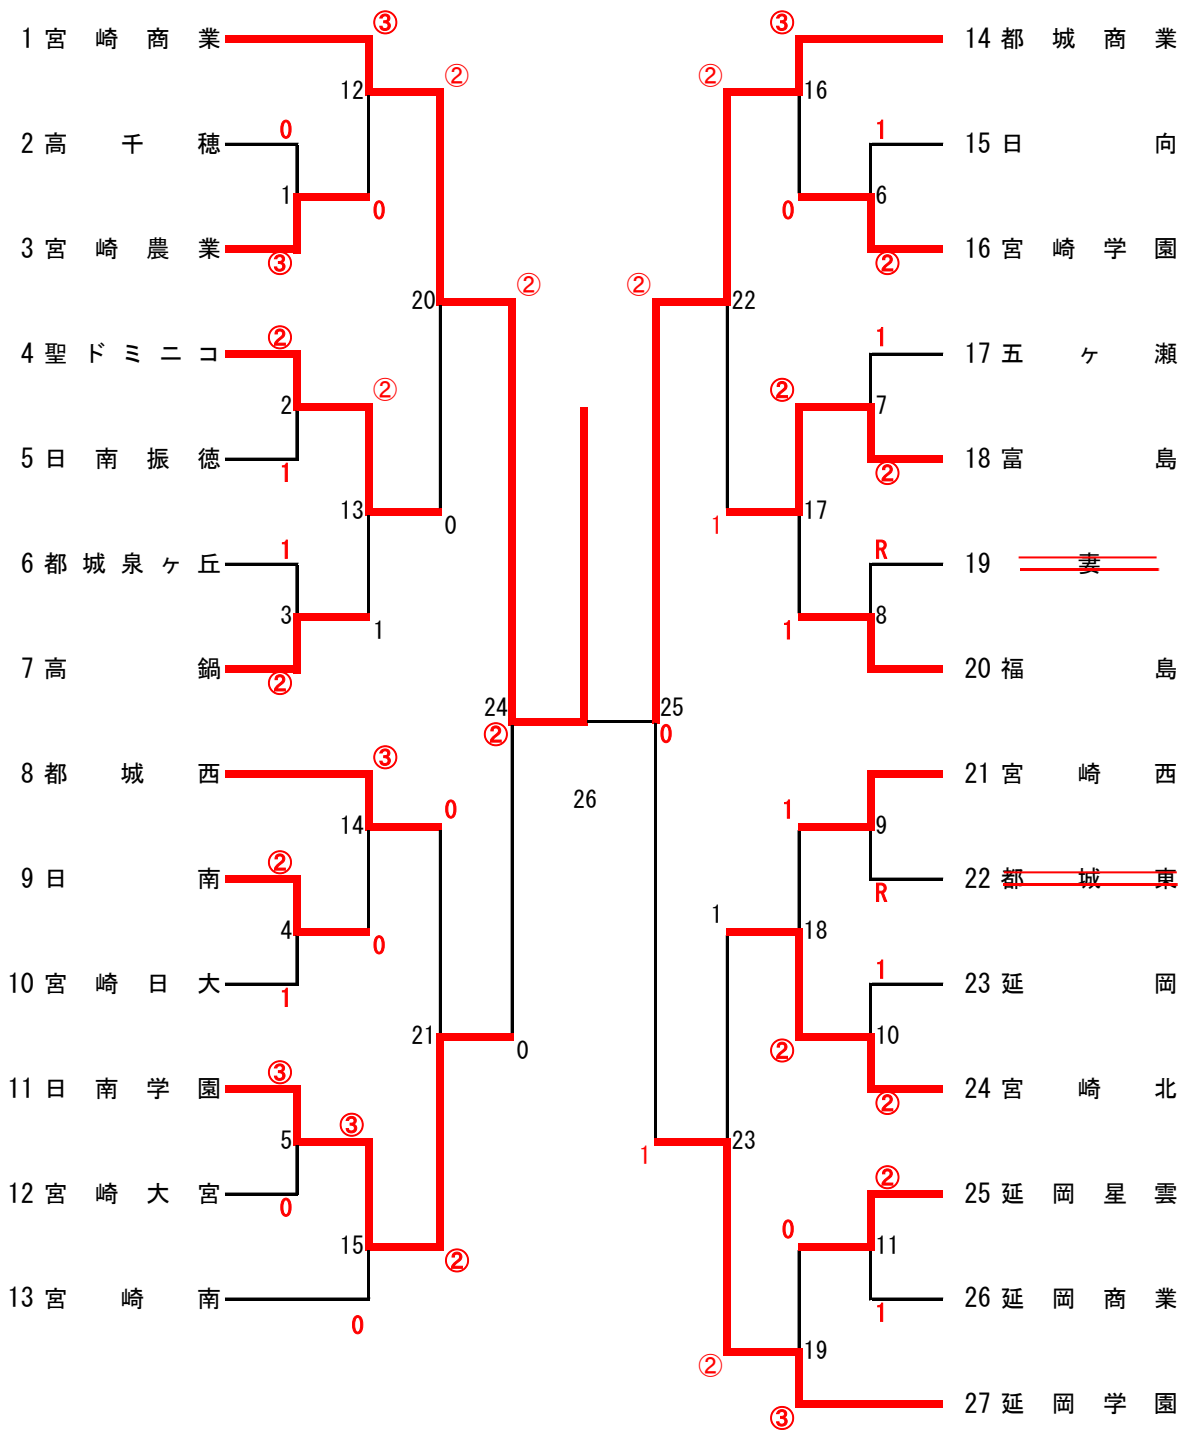 ③ ③
1 宮崎商業 14 都城商業
② ②
12 16
0 1
2 高千穂 15 日向
1 6
0 0
3 宮崎農業 16 宮崎学園
③ ②
② ②
20 22
② 1
4 聖ドミニコ 17 五ヶ瀬
② ②
2 7
5 日南振徳 18 富島
1 ②
13 17
0 1
1 R
6 都城泉ヶ丘 19 妻
3 8
1 1
7 高鍋 20 福島
②
24 25
② 0
③
8 都城西 21 宮崎西
26
0 1
14 9
②
9 日南 22 都城東
R
1
4 18
0
1
10 宮崎日大 23 延岡
1
21 10
0 ②
③
11 日南学園 24 宮崎北
②
③
5 23
1
②
12 宮崎大宮 25 延岡星雲
0
0
15 11
②
13 宮崎南 26 延岡商業
0 1
19
②
27 延岡学園
③